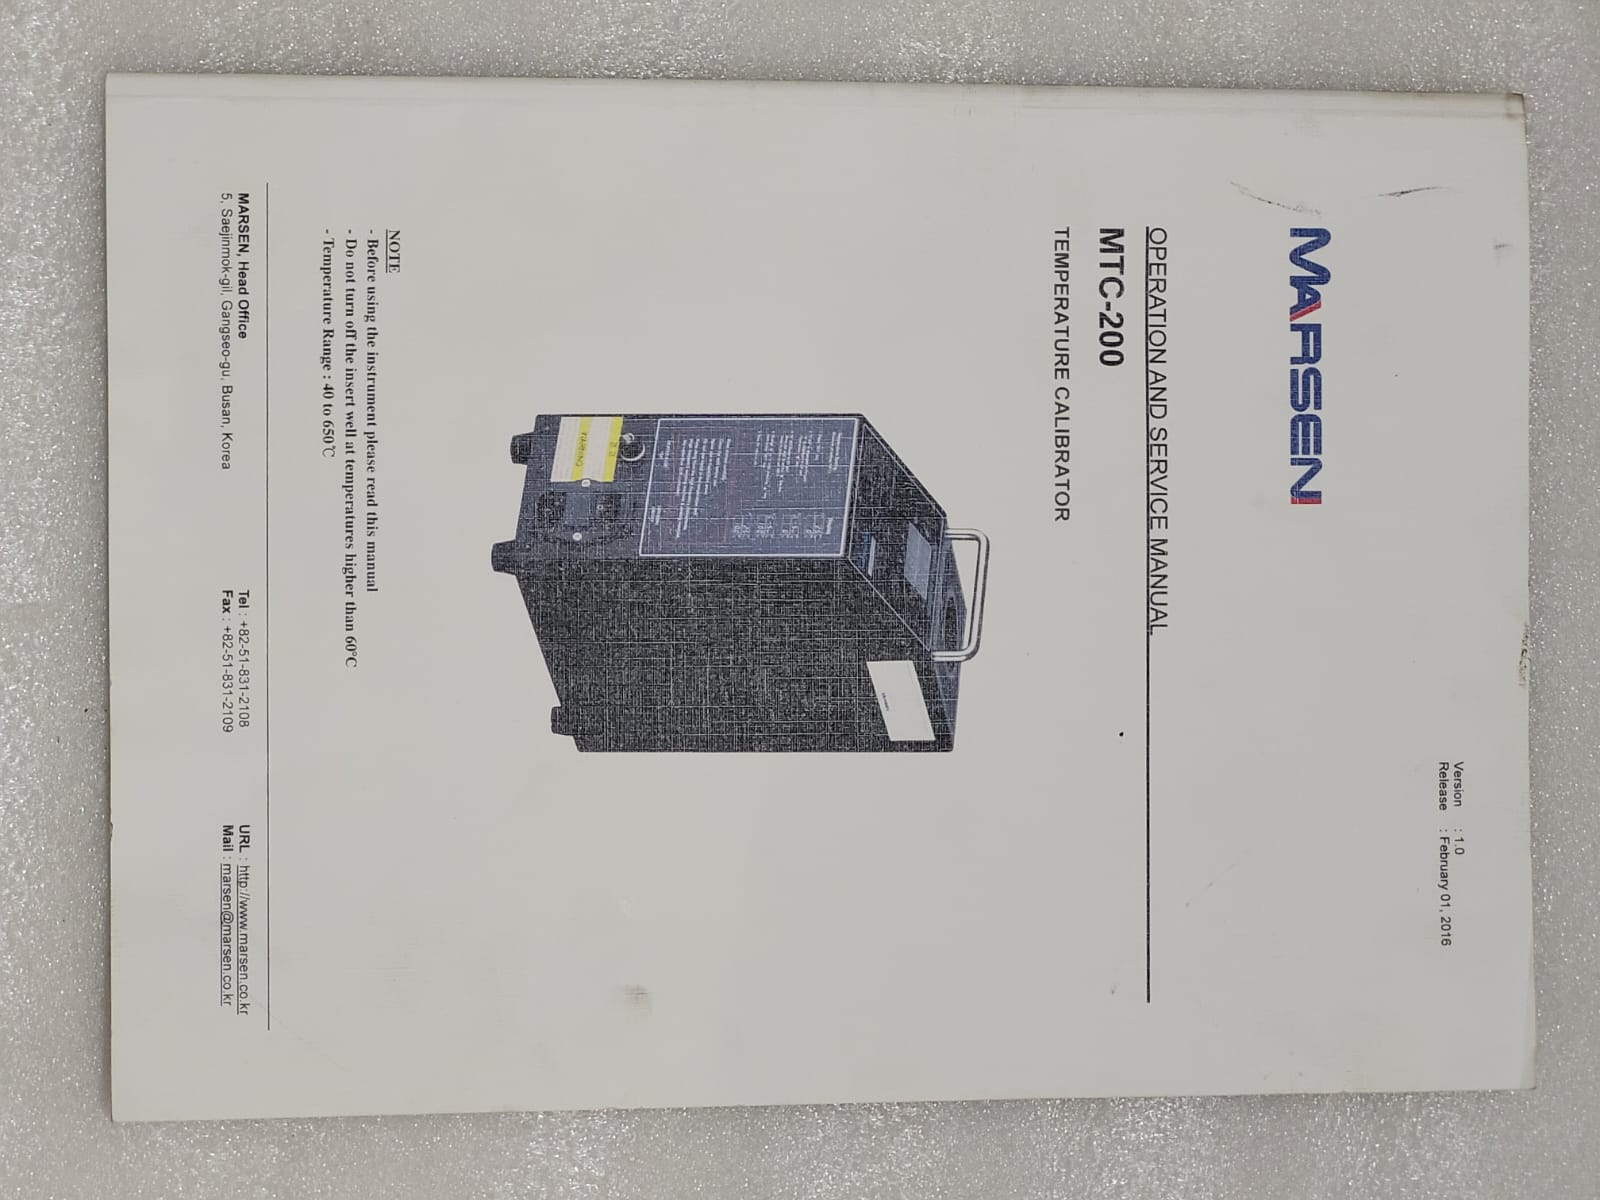 Version : 1.0
Release : February 01, 2016
MARSEN
OPERATION AND SERVICE MANUAL
MTC-200
TEMPERATURE CALIBRATOR
WARNING
NOTE
- Before using the instrument please read this manual
- Do not turn off the insert well at temperatures higher than 60°C
- Temperature Range : 40 to 650℃
MARSEN, Head Office
5, Saejinmok-gil, Gangseo-gu, Busan, Korea
Tel : +82-51-831-2108
Fax : +82-51-831-2109
URL : http://www.marsen.co.kr
Mail : marsen@marsen.co.kr